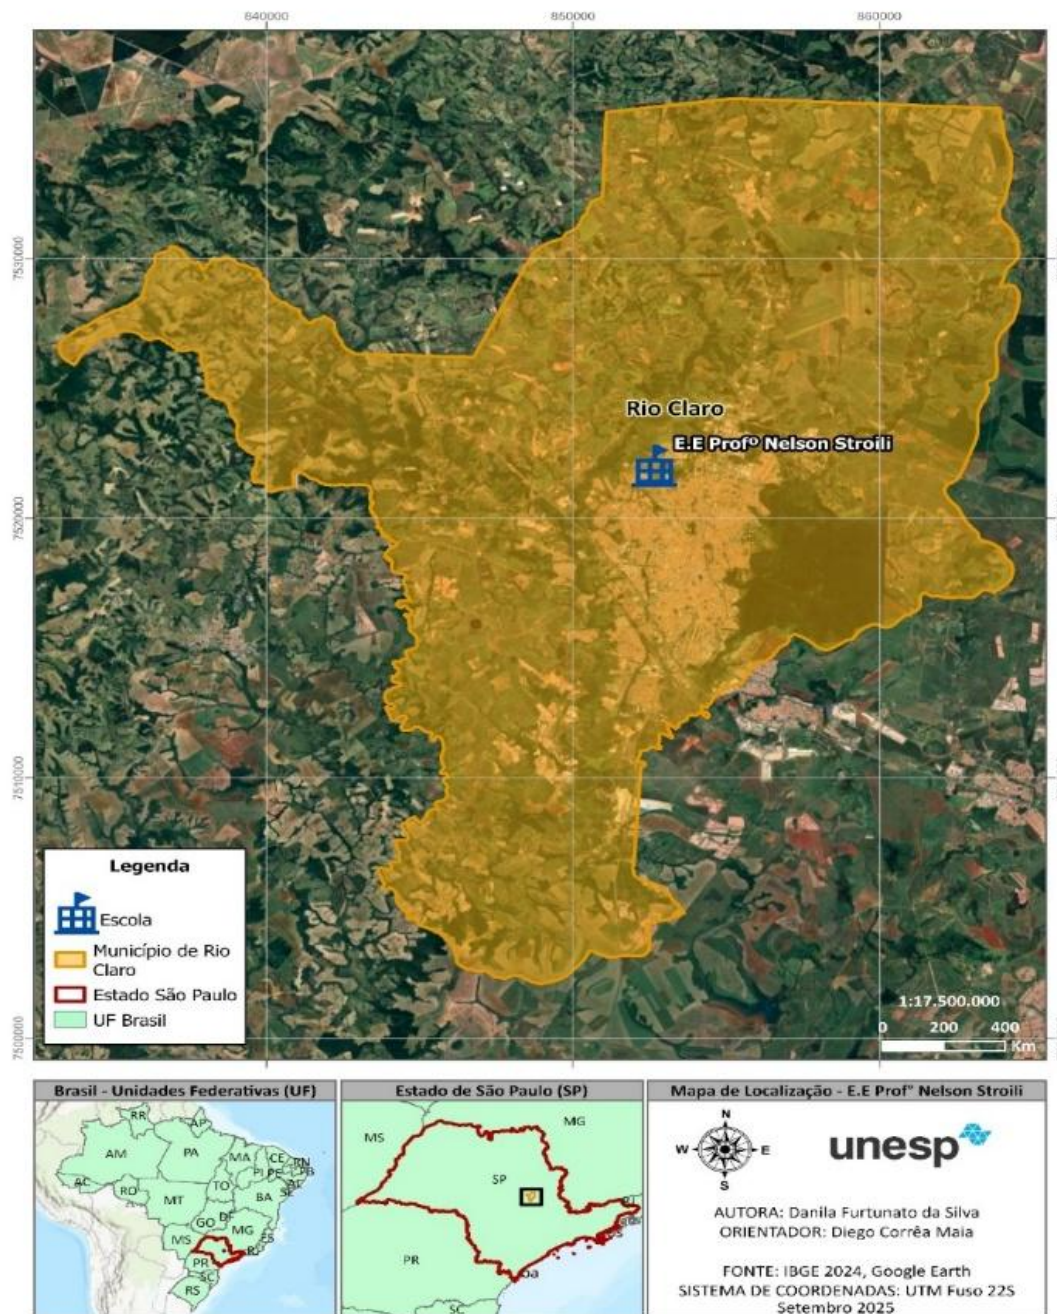 840000
850000
860000
7530000
7520000
7510000
7500000
Rio Claro
E.E Profº Nelson Stroili
Legenda
Escola
Município de Rio
Claro
Estado São Paulo
UF Brasil
1:17.500.000
0 200 400
Km
Brasil - Unidades Federativas (UF)
RR
AP
AM
PA
MA
CE
RN
PI
PE
PB
AC
RO
TO
AL
SE
MT
BA
DF
GO
MG
MS
ES
RJ
PR
SC
RS
Estado de São Paulo (SP)
MS
MG
SP
RJ
PR
SC
Mapa de Localização - E.E Profº Nelson Stroili
N
W
E
S
unesp
AUTORA: Danila Furtunato da Silva
ORIENTADOR: Diego Corrêa Maia
FONTE: IBGE 2024, Google Earth
SISTEMA DE COORDENADAS: UTM Fuso 22S
Setembro 2025